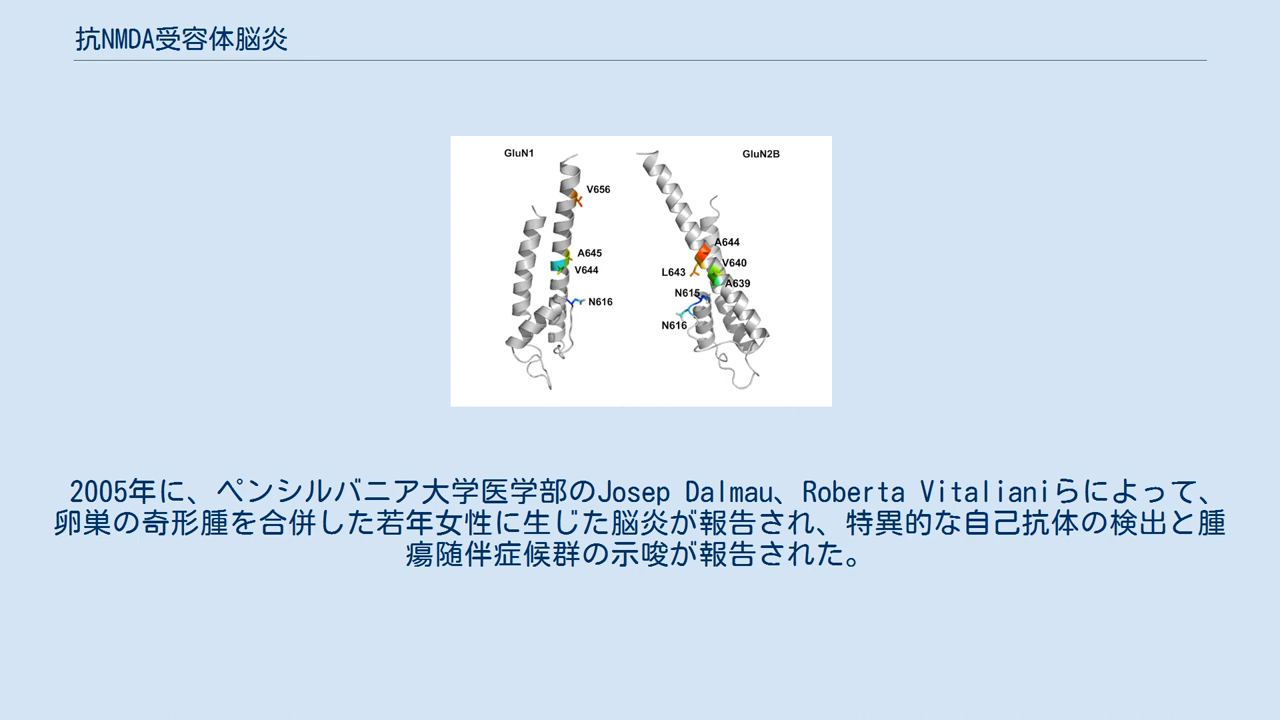 抗NMDA受容体脳炎
GluN1
GluN2B
V656
A645
V644
N616
A644
V640
L643
A639
N615
N616
2005年に、ペンシルバニア大学医学部のJosep Dalmau、Roberta Vitalianiらによって、
卵巣の奇形腫を合併した若年女性に生じた脳炎が報告され、特異的な自己抗体の検出と腫
瘍随伴症候群の示唆が報告された。